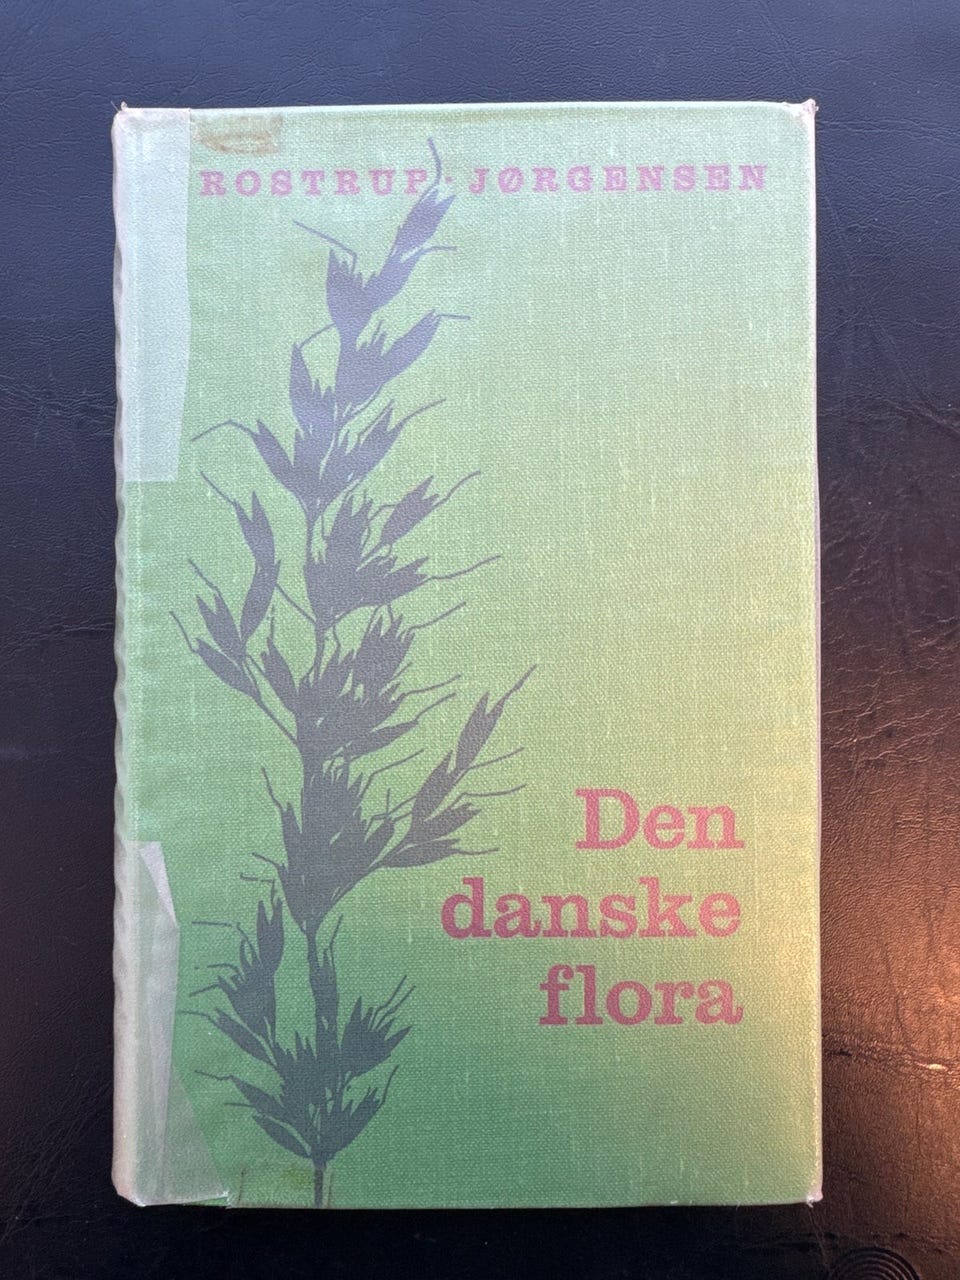 ROSTRUP · JØRGENSEN
Den
danske
flora